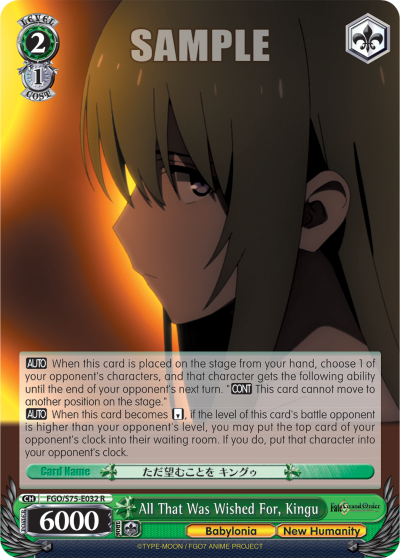 LEVEL
2
1
COST
SAMPLE
AUTO When this card is placed on the stage from your hand, choose 1 of
your opponent's characters, and that character gets the following ability
until the end of your opponent's next turn. "CONT This card cannot move to
another position on the stage."
AUTO When this card becomes , if the level of this card's battle opponent
is higher than your opponent's level, you may put the top card of your
opponent's clock into their waiting room. If you do, put that character into
your opponent's clock.
Card Name
ただ望むことを キングゥ
CH FGO/S75-E032 R
All That Was Wished For, Kingu
Fate/Grand Order
6000
Babylonia
New Humanity
©TYPE-MOON / FGO7 ANIME PROJECT